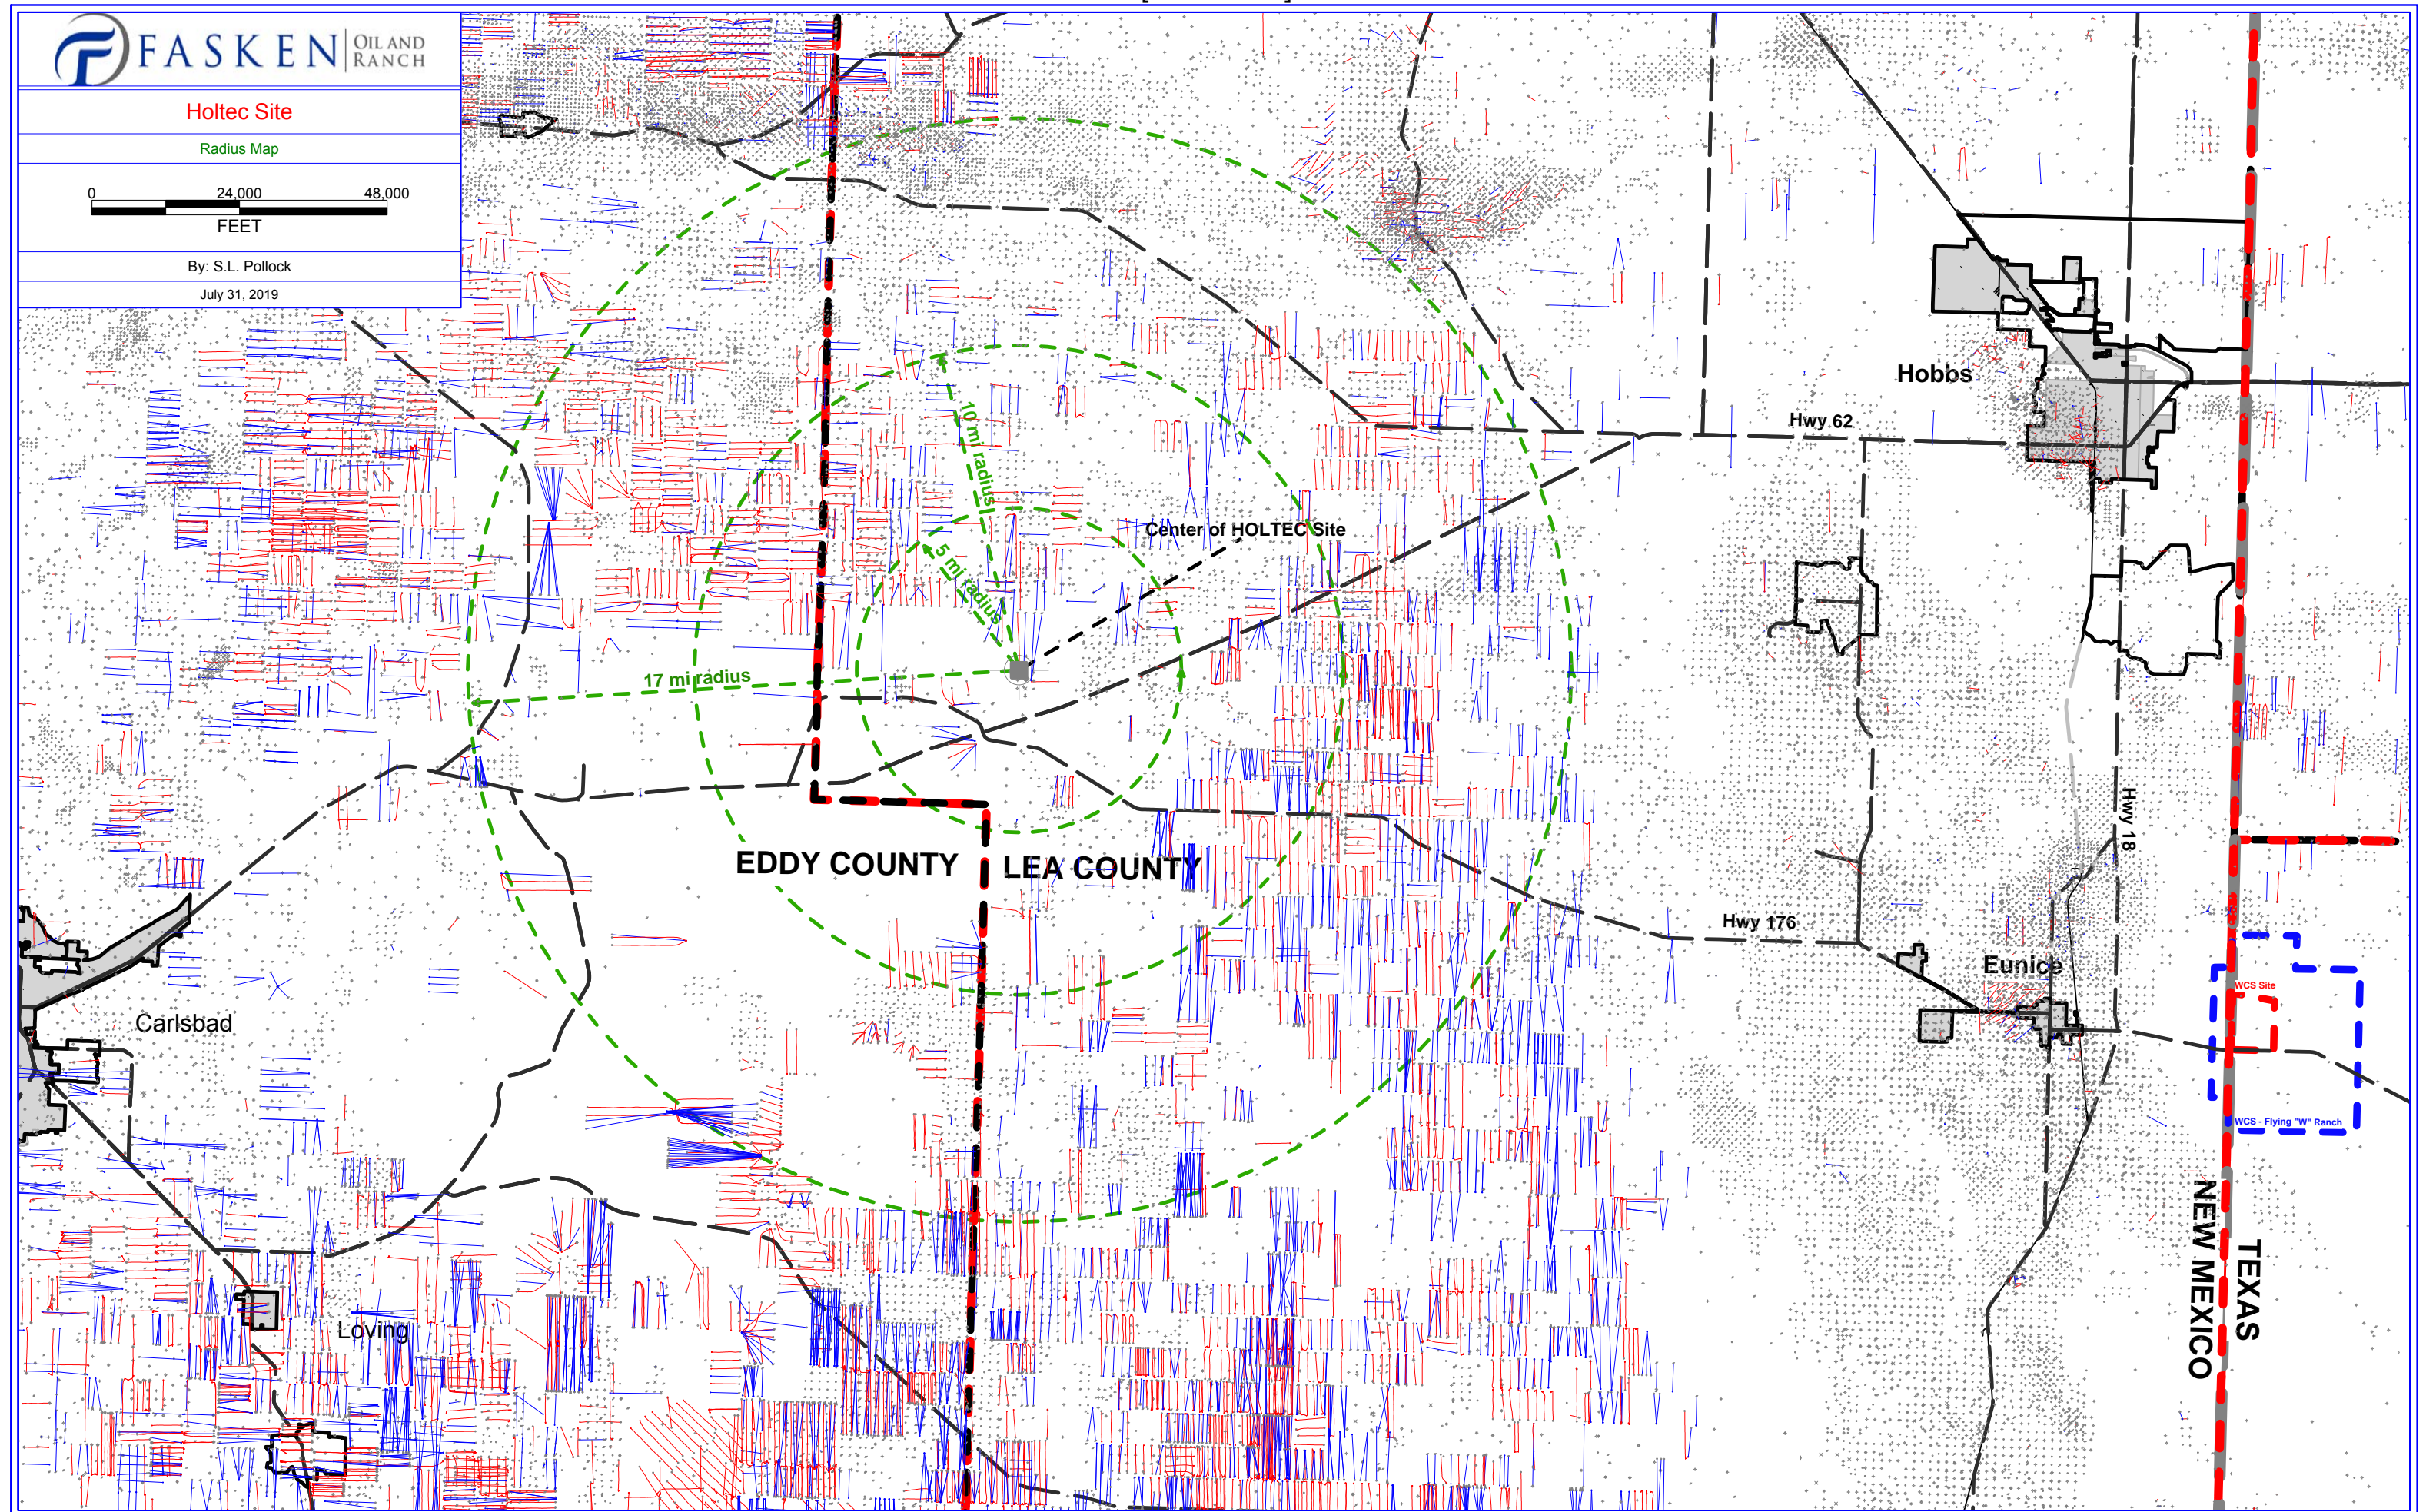 FASKEN OIL AND
RANCH
Holtec Site
Radius Map
0 24,000 48,000
FEET
By: S.L. Pollock
July 31, 2019
Hobbs
Hwy 62
10 mi radius
Center of HOLTEC Site
5 mi radius
17 mi radius
Hwy 18
EDDY COUNTY LEA COUNTY
Hwy 176
Eunice
WCS Site
Carlsbad
WCS - Flying "W" Ranch
NEW MEXICO
TEXAS
Loving